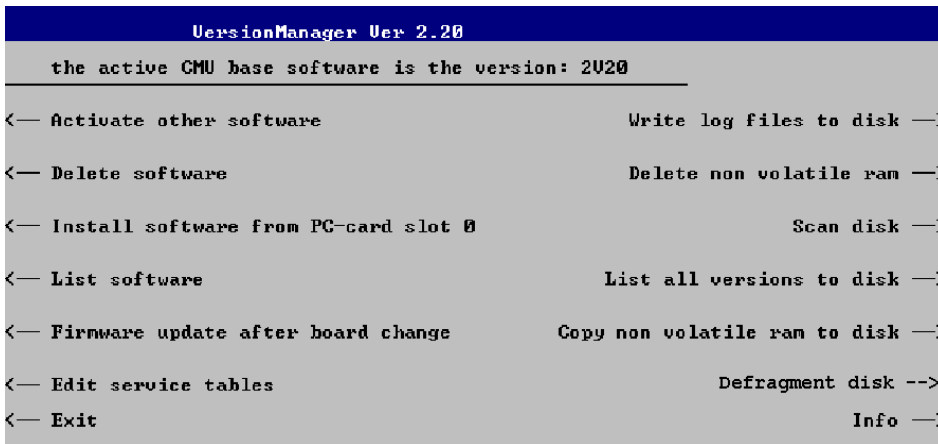 VersionManager Ver 2.20
the active CMU base software is the version: 2V20
<— Activate other software Write log files to disk —>
<— Delete software Delete non volatile ram —>
<— Install software from PC-card slot 0 Scan disk —>
<— List software List all versions to disk —>
<— Firmware update after board change Copy non volatile ram to disk —>
<— Edit service tables Defragment disk -->
<— Exit Info —>